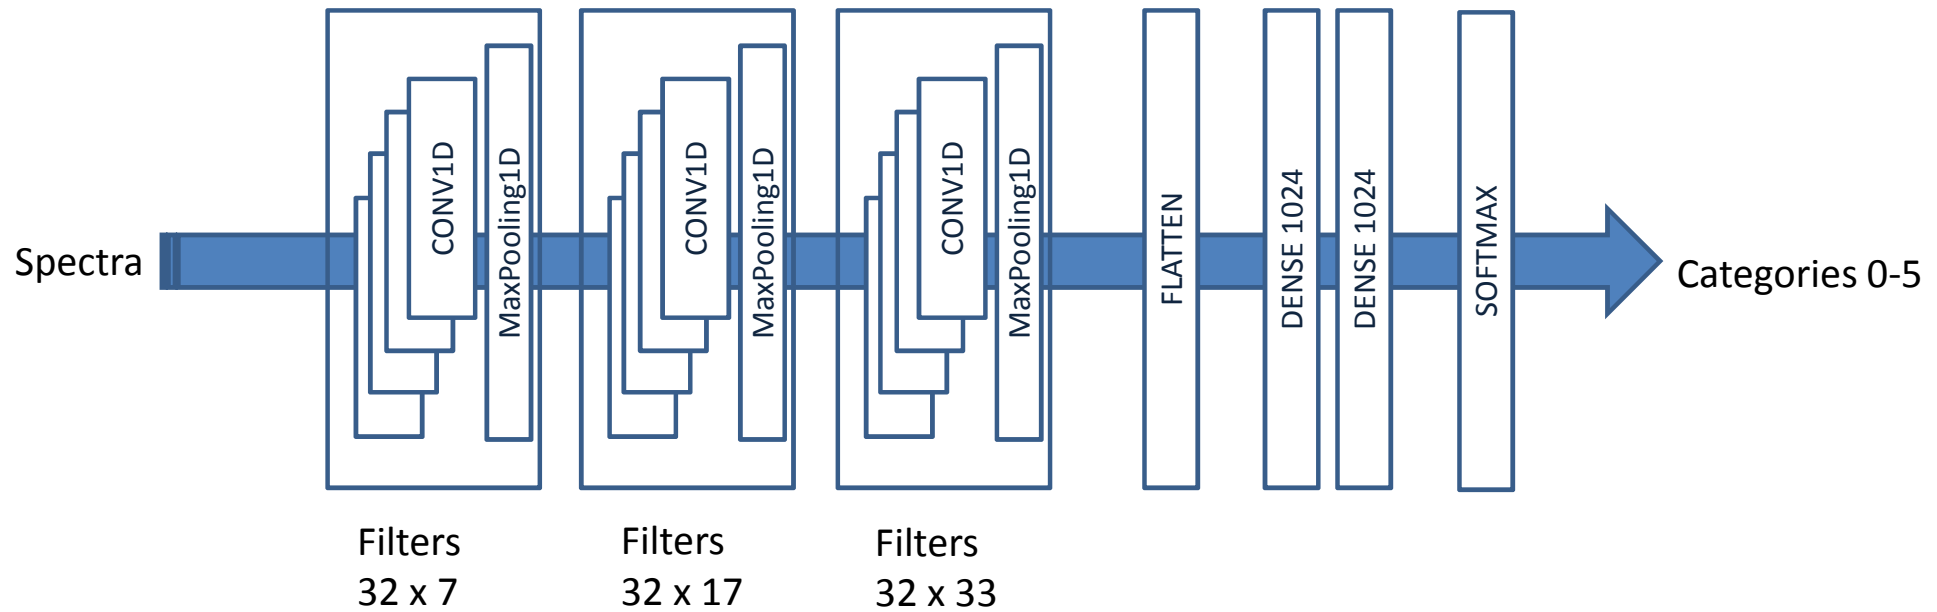 Spectra
CONV1D
MaxPooling1D
CONV1D
MaxPooling1D
CONV1D
MaxPooling1D
FLATTEN
DENSE 1024
DENSE 1024
SOFTMAX
Categories 0-5
Filters
32 x 7
Filters
32 x 17
Filters
32 x 33